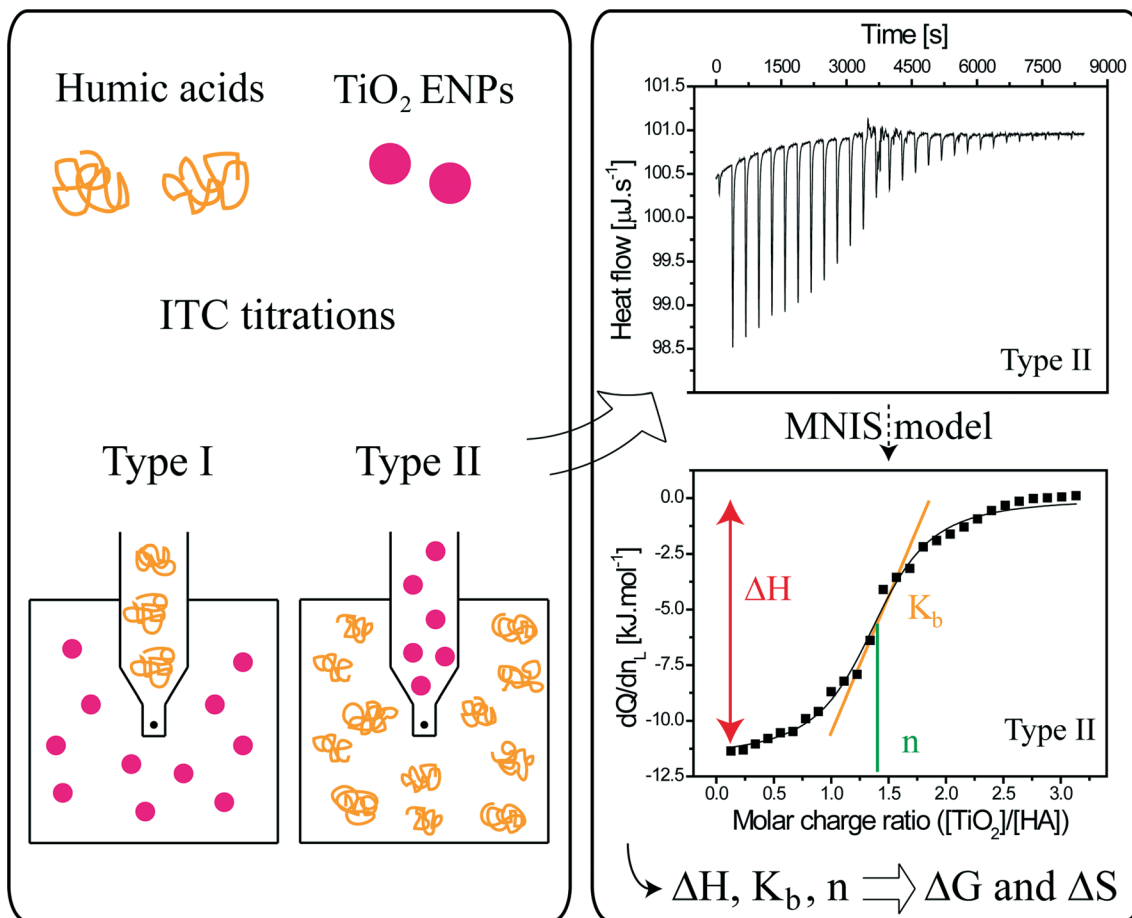 Humic acids
TiO₂ ENPs
ITC titrations
Type I
Type II
Time [s]
0 1500 3000 4500 6000 7500 9000
Heat flow [µJ.s⁻¹]
101.5
101.0
100.5
100.0
99.5
99.0
98.5
Type II
MNIS model
dQ/dn_L [kJ.mol⁻¹]
0.0
-2.5
-5.0
-7.5
-10.0
-12.5
ΔH
K_b
n
Type II
0.0 0.5 1.0 1.5 2.0 2.5 3.0
Molar charge ratio ([TiO₂]/[HA])
ΔH, K_b, n ⇒ ΔG and ΔS